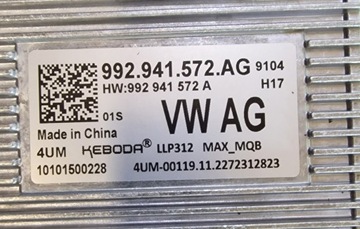 992.941.572.AG 9104
HW:992 941 572 A H17
01S VW AG
Made in China
4UM KEBODA® LLP312 MAX_MQB
10101500228 4UM-00119.11.2272312823